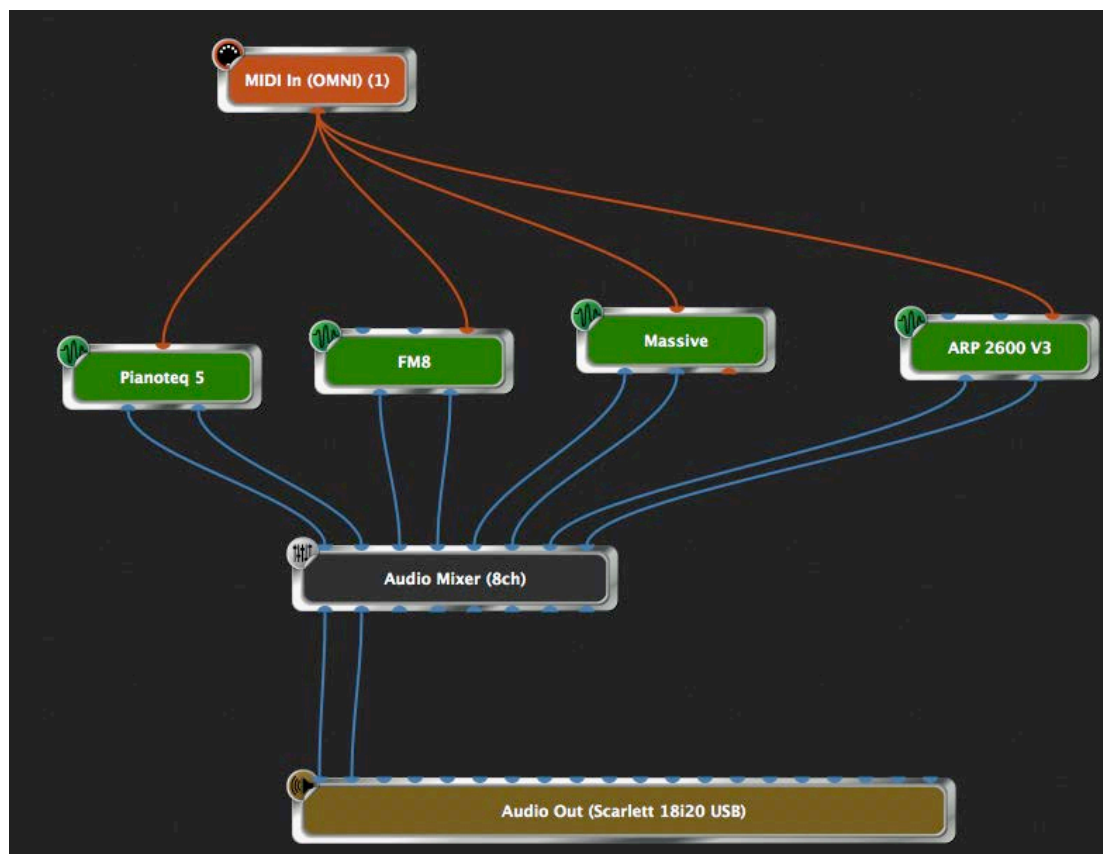 MIDI In (OMNI) (1)
Pianoteq 5
FM8
Massive
ARP 2600 V3
Audio Mixer (8ch)
Audio Out (Scarlett 18i20 USB)